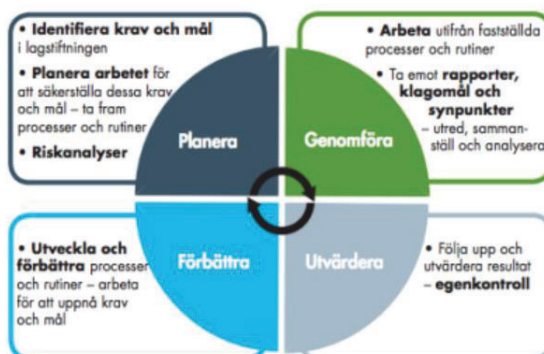 • Identifiera krav och mål
i lagstiftningen
• Planera arbetet för
att säkerställa dessa krav
och mål – ta fram
processer och rutiner
• Riskanalyser
Planera
• Arbeta utifrån fastställda
processer och rutiner
• Ta emot rapporter,
klagomål och
synpunkter
– utred, samman-
ställ och analysera
Genomföra
• Utveckla och
förbättra processer
och rutiner – arbeta
för att uppnå krav
och mål
Förbättra
Utvärdera
• Följa upp och
utvärdera resultat
– egenkontroll